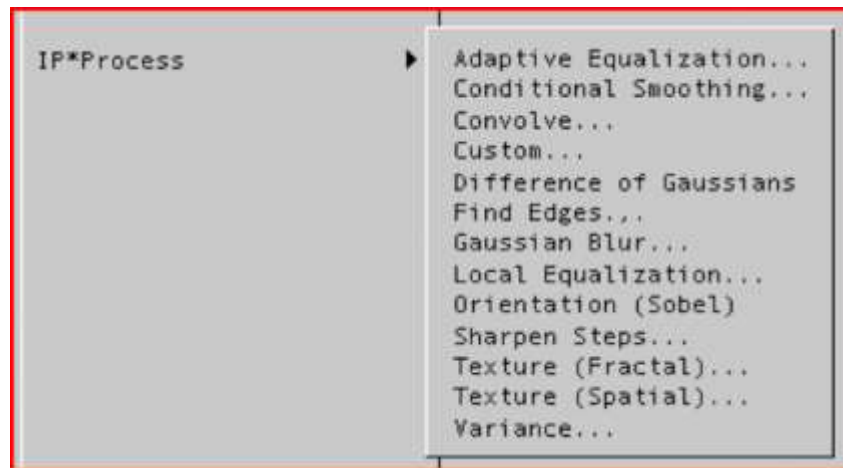 IP*Process
Adaptive Equalization...
Conditional Smoothing...
Convolve...
Custom...
Difference of Gaussians
Find Edges...
Gaussian Blur...
Local Equalization...
Orientation (Sobel)
Sharpen Steps...
Texture (Fractal)...
Texture (Spatial)...
Variance...